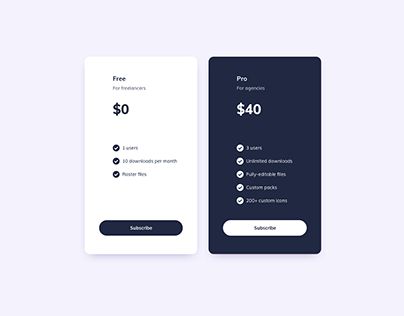 Free
For freelancers
$0
1 users
10 downloads per month
Raster files
Subscribe
Pro
For agencies
$40
3 users
Unlimited downloads
Fully-editable files
Custom packs
200+ custom icons
Subscribe